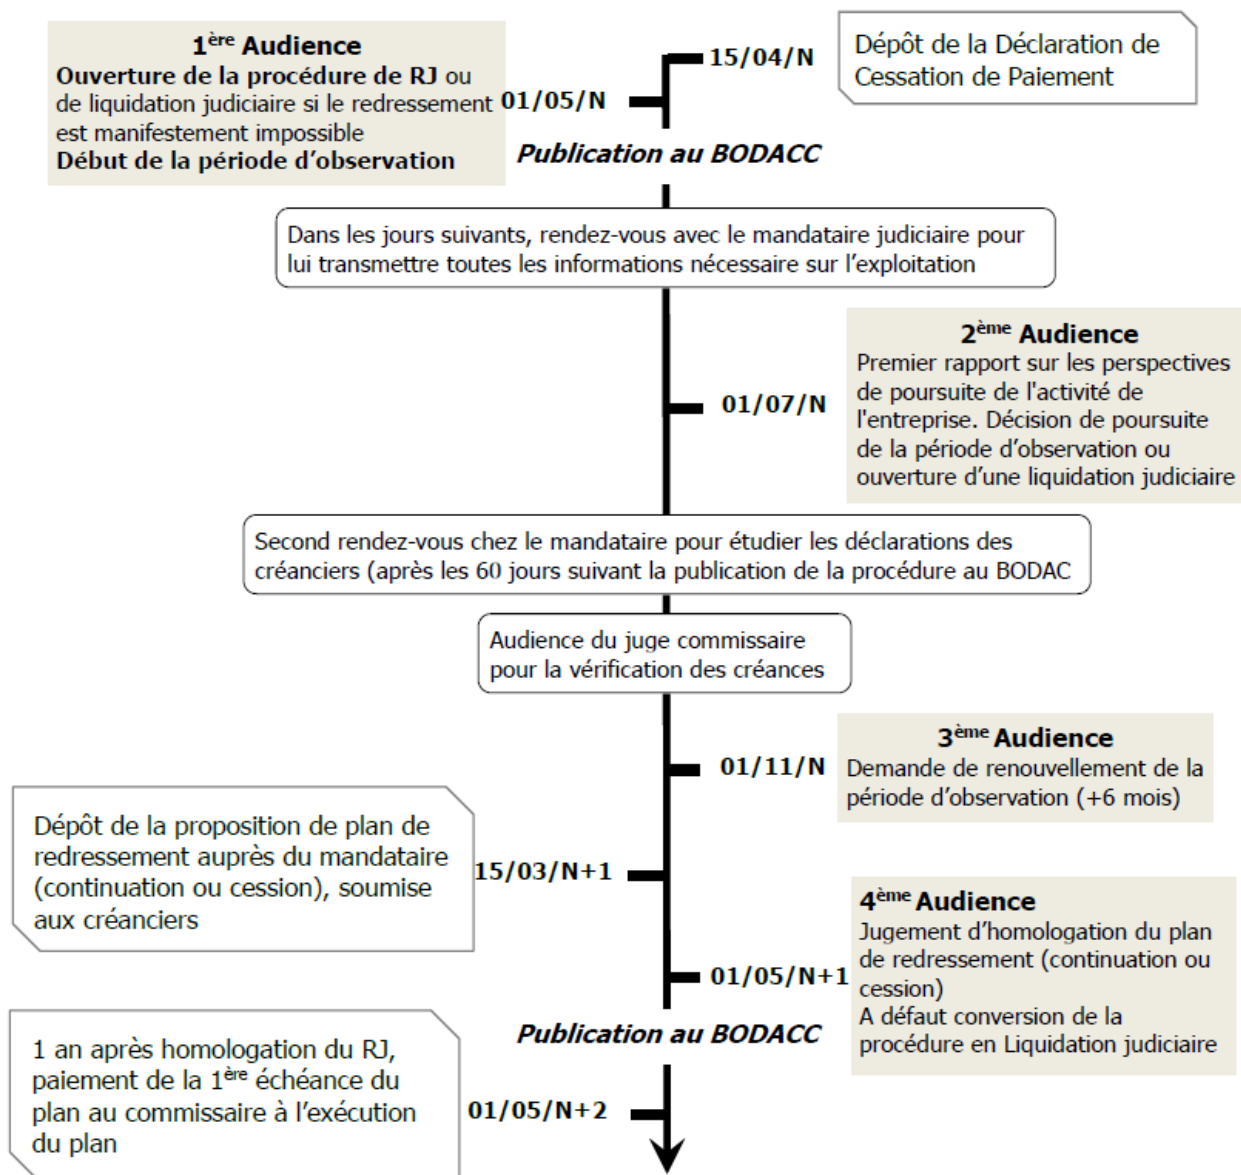 15/04/N
Dépôt de la Déclaration de
Cessation de Paiement
1ère Audience
Ouverture de la procédure de RJ ou
de liquidation judiciaire si le redressement
est manifestement impossible
Début de la période d'observation
01/05/N
Publication au BODACC
Dans les jours suivants, rendez-vous avec le mandataire judiciaire pour
lui transmettre toutes les informations nécessaire sur l'exploitation
01/07/N
2ème Audience
Premier rapport sur les perspectives
de poursuite de l'activité de
l'entreprise. Décision de poursuite
de la période d'observation ou
ouverture d'une liquidation judiciaire
Second rendez-vous chez le mandataire pour étudier les déclarations des
créanciers (après les 60 jours suivant la publication de la procédure au BODAC
Audience du juge commissaire
pour la vérification des créances
01/11/N
3ème Audience
Demande de renouvellement de la
période d'observation (+6 mois)
Dépôt de la proposition de plan de
redressement auprès du mandataire
(continuation ou cession), soumise
aux créanciers
15/03/N+1
01/05/N+1
4ème Audience
Jugement d'homologation du plan
de redressement (continuation ou
cession)
A défaut conversion de la
procédure en Liquidation judiciaire
Publication au BODACC
1 an après homologation du RJ,
paiement de la 1ère échéance du
plan au commissaire à l'exécution
du plan
01/05/N+2